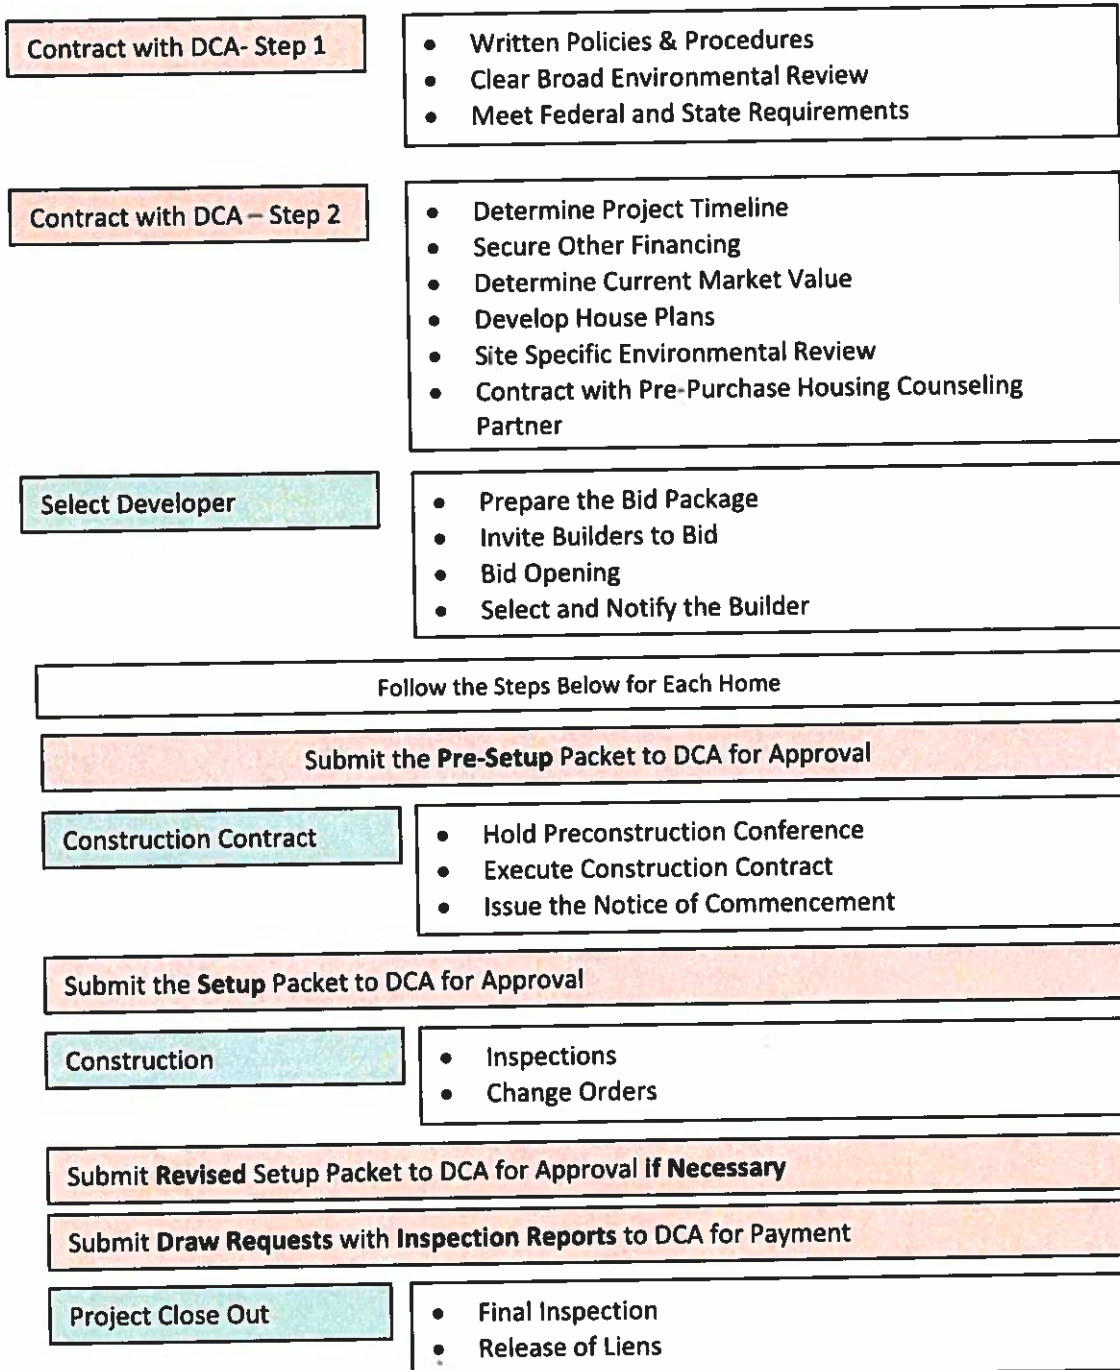 Contract with DCA- Step 1
• Written Policies & Procedures
• Clear Broad Environmental Review
• Meet Federal and State Requirements
Contract with DCA – Step 2
• Determine Project Timeline
• Secure Other Financing
• Determine Current Market Value
• Develop House Plans
• Site Specific Environmental Review
• Contract with Pre-Purchase Housing Counseling
Partner
Select Developer
• Prepare the Bid Package
• Invite Builders to Bid
• Bid Opening
• Select and Notify the Builder
Follow the Steps Below for Each Home
Submit the Pre-Setup Packet to DCA for Approval
Construction Contract
• Hold Preconstruction Conference
• Execute Construction Contract
• Issue the Notice of Commencement
Submit the Setup Packet to DCA for Approval
Construction
• Inspections
• Change Orders
Submit Revised Setup Packet to DCA for Approval if Necessary
Submit Draw Requests with Inspection Reports to DCA for Payment
Project Close Out
• Final Inspection
• Release of Liens